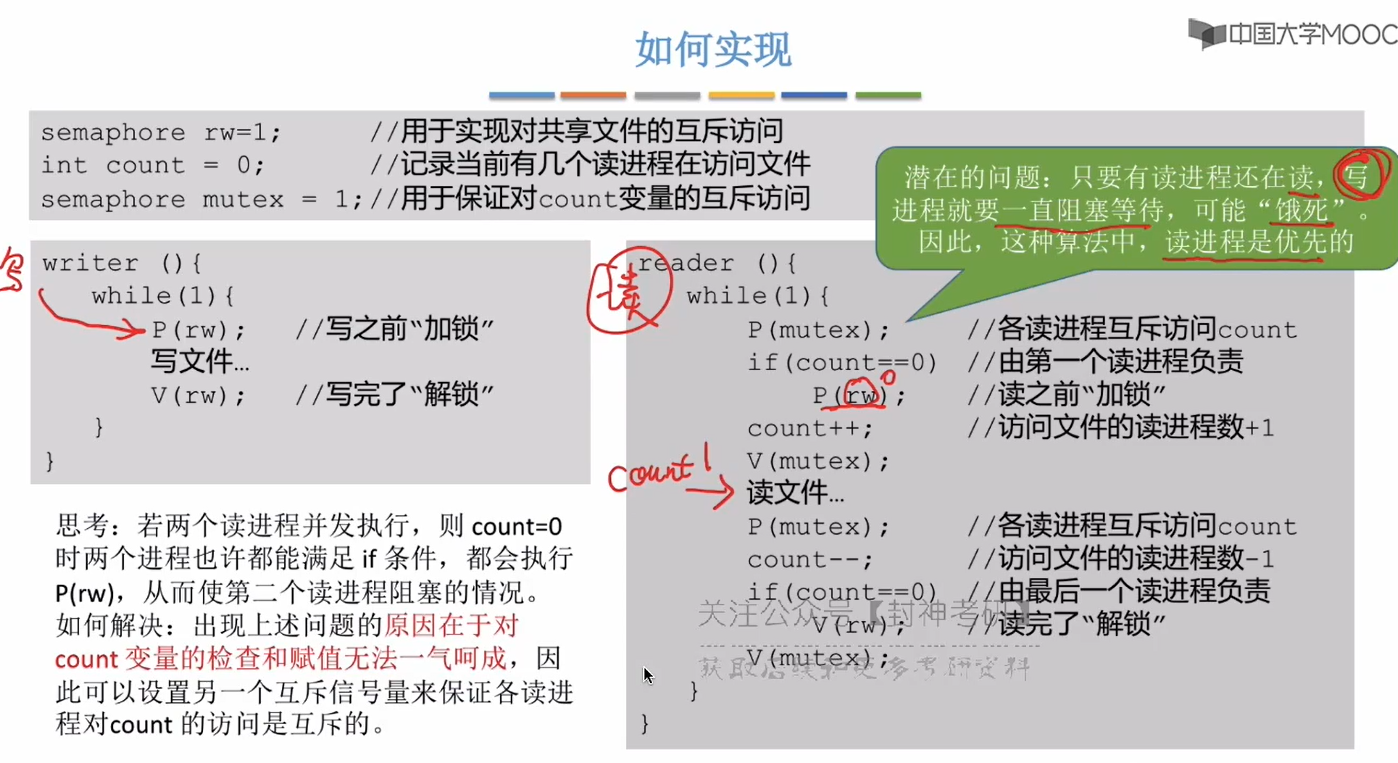 中国大学MOOC
如何实现
semaphore rw=1; //用于实现对共享文件的互斥访问
int count = 0; //记录当前有几个读进程在访问文件
semaphore mutex = 1;//用于保证对count变量的互斥访问
潜在的问题：只要有读进程还在读，写
进程就要一直阻塞等待，可能“饿死”。
因此，这种算法中，读进程是优先的
写
writer (){
while(1){
P(rw); //写之前“加锁”
写文件…
V(rw); //写完了“解锁”
}
}
读
reader (){
while(1){
P(mutex); //各读进程互斥访问count
if(count==0) //由第一个读进程负责
0
P(rw); //读之前“加锁”
count++; //访问文件的读进程数+1
V(mutex);
count 1
读文件…
P(mutex); //各读进程互斥访问count
count--; //访问文件的读进程数-1
if(count==0) //由最后一个读进程负责
V(rw); //读完了“解锁”
V(mutex);
}
}
关注公众号【封神考研】
获取后续和更多考研资料
思考：若两个读进程并发执行，则 count=0
时两个进程也许都能满足 if 条件，都会执行
P(rw)，从而使第二个读进程阻塞的情况。
如何解决：出现上述问题的原因在于对
count 变量的检查和赋值无法一气呵成，因
此可以设置另一个互斥信号量来保证各读进
程对count 的访问是互斥的。